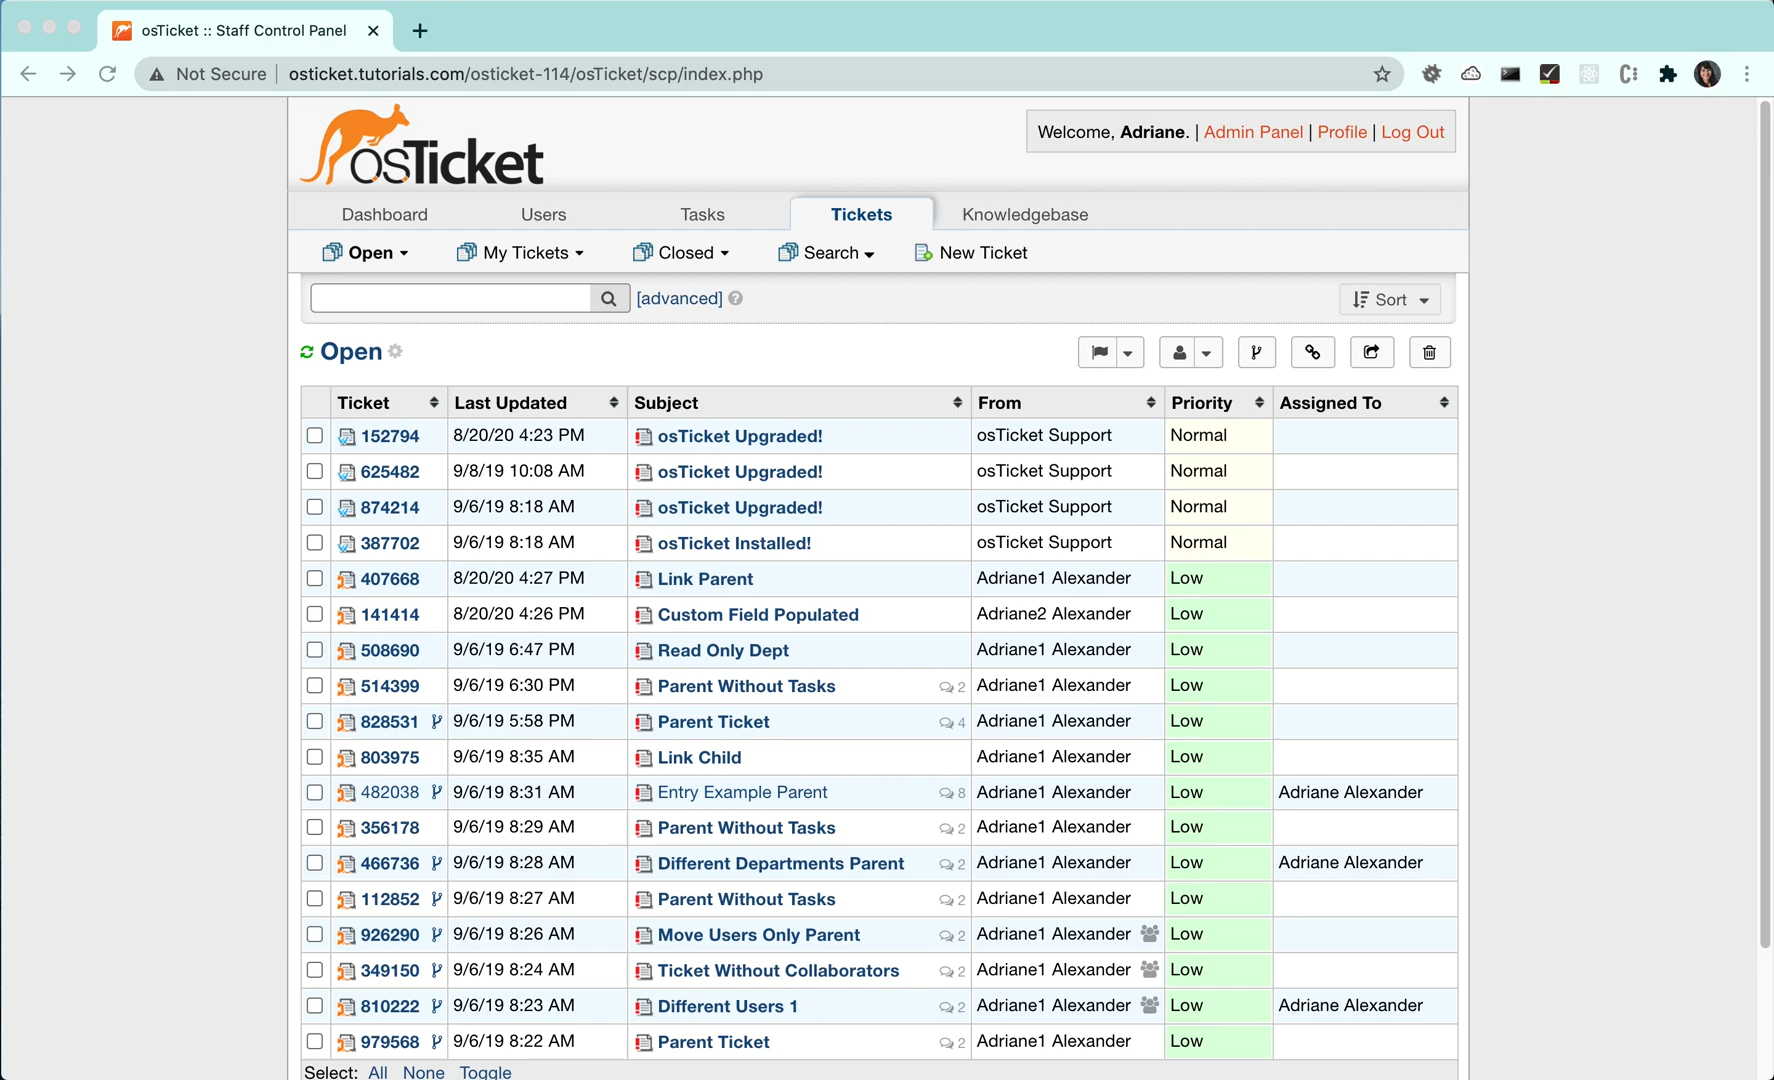 osTicket :: Staff Control Panel
Not Secure osticket.tutorials.com/osticket-114/osTicket/scp/index.php
osTicket
Welcome, Adriane. | Admin Panel | Profile | Log Out
Dashboard Users Tasks Tickets Knowledgebase
Open My Tickets Closed Search New Ticket
[advanced] ? Sort
Open
Ticket Last Updated Subject From Priority Assigned To
152794 8/20/20 4:23 PM osTicket Upgraded! osTicket Support Normal
625482 9/8/19 10:08 AM osTicket Upgraded! osTicket Support Normal
874214 9/6/19 8:18 AM osTicket Upgraded! osTicket Support Normal
387702 9/6/19 8:18 AM osTicket Installed! osTicket Support Normal
407668 8/20/20 4:27 PM Link Parent Adriane1 Alexander Low
141414 8/20/20 4:26 PM Custom Field Populated Adriane2 Alexander Low
508690 9/6/19 6:47 PM Read Only Dept Adriane1 Alexander Low
514399 9/6/19 6:30 PM Parent Without Tasks 2 Adriane1 Alexander Low
828531 9/6/19 5:58 PM Parent Ticket 4 Adriane1 Alexander Low
803975 9/6/19 8:35 AM Link Child Adriane1 Alexander Low
482038 9/6/19 8:31 AM Entry Example Parent 8 Adriane1 Alexander Low Adriane Alexander
356178 9/6/19 8:29 AM Parent Without Tasks 2 Adriane1 Alexander Low
466736 9/6/19 8:28 AM Different Departments Parent 2 Adriane1 Alexander Low Adriane Alexander
112852 9/6/19 8:27 AM Parent Without Tasks 2 Adriane1 Alexander Low
926290 9/6/19 8:26 AM Move Users Only Parent 2 Adriane1 Alexander Low
349150 9/6/19 8:24 AM Ticket Without Collaborators 2 Adriane1 Alexander Low
810222 9/6/19 8:23 AM Different Users 1 2 Adriane1 Alexander Low Adriane Alexander
979568 9/6/19 8:22 AM Parent Ticket 2 Adriane1 Alexander Low
Select: All None Toggle